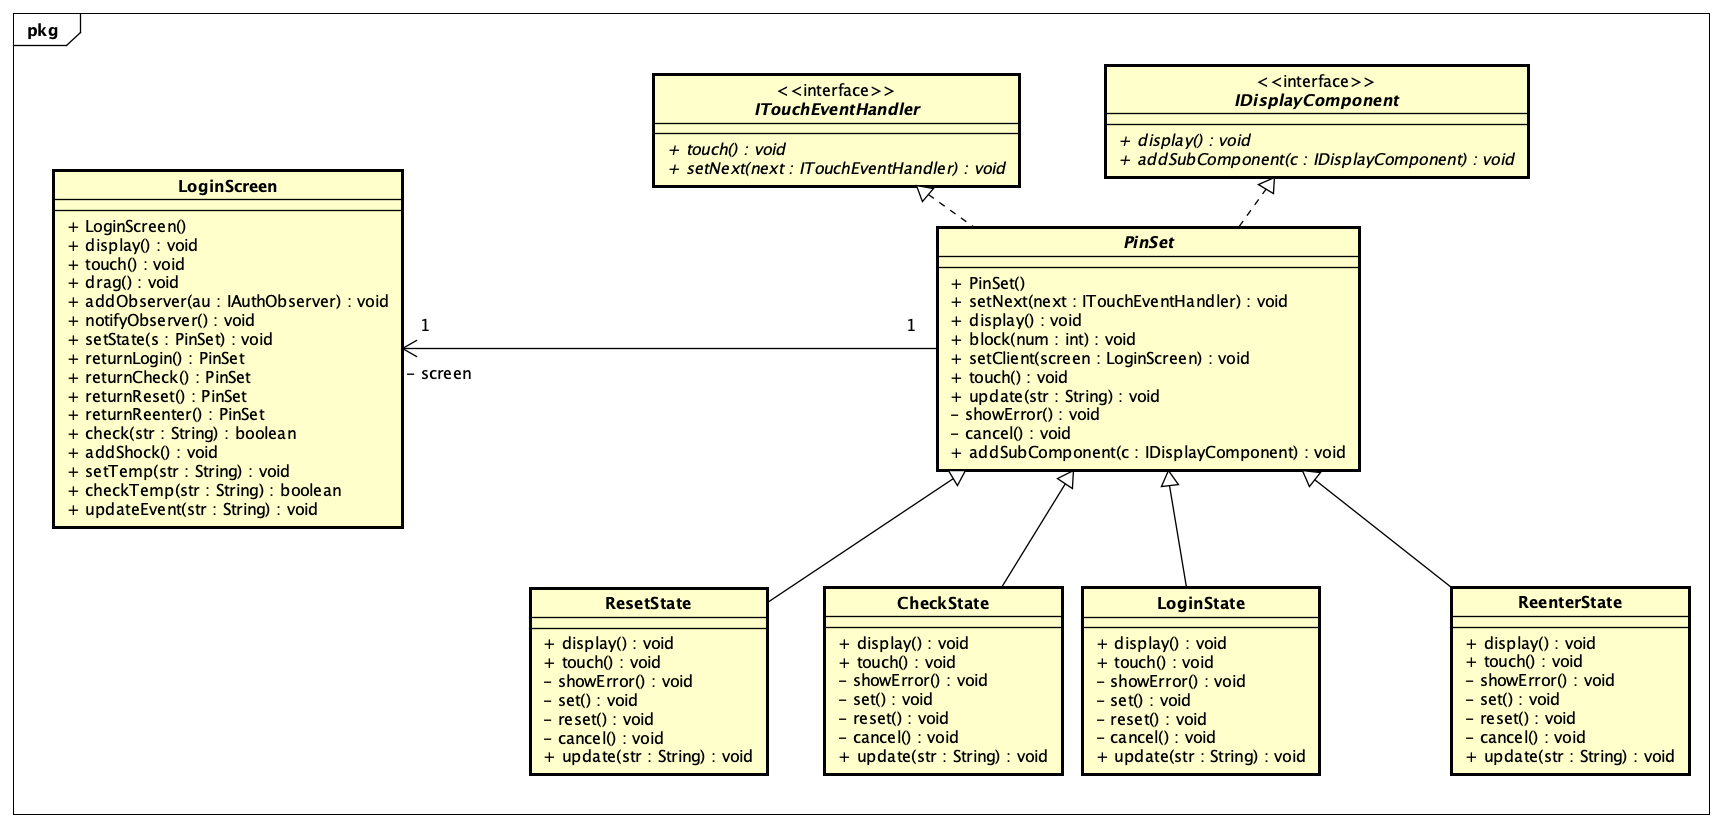 pkg
<<interface>>
ITouchEventHandler
+ touch() : void
+ setNext(next : ITouchEventHandler) : void
<<interface>>
IDisplayComponent
+ display() : void
+ addSubComponent(c : IDisplayComponent) : void
LoginScreen
+ LoginScreen()
+ display() : void
+ touch() : void
+ drag() : void
+ addObserver(au : IAuthObserver) : void
+ notifyObserver() : void
+ setState(s : PinSet) : void
+ returnLogin() : PinSet
+ returnCheck() : PinSet
+ returnReset() : PinSet
+ returnReenter() : PinSet
+ check(str : String) : boolean
+ addShock() : void
+ setTemp(str : String) : void
+ checkTemp(str : String) : boolean
+ updateEvent(str : String) : void
1
1
- screen
PinSet
+ PinSet()
+ setNext(next : ITouchEventHandler) : void
+ display() : void
+ block(num : int) : void
+ setClient(screen : LoginScreen) : void
+ touch() : void
+ update(str : String) : void
- showError() : void
- cancel() : void
+ addSubComponent(c : IDisplayComponent) : void
ResetState
+ display() : void
+ touch() : void
- showError() : void
- set() : void
- reset() : void
- cancel() : void
+ update(str : String) : void
CheckState
+ display() : void
+ touch() : void
- showError() : void
- set() : void
- reset() : void
- cancel() : void
+ update(str : String) : void
LoginState
+ display() : void
+ touch() : void
- showError() : void
- set() : void
- reset() : void
- cancel() : void
+ update(str : String) : void
ReenterState
+ display() : void
+ touch() : void
- showError() : void
- set() : void
- reset() : void
- cancel() : void
+ update(str : String) : void